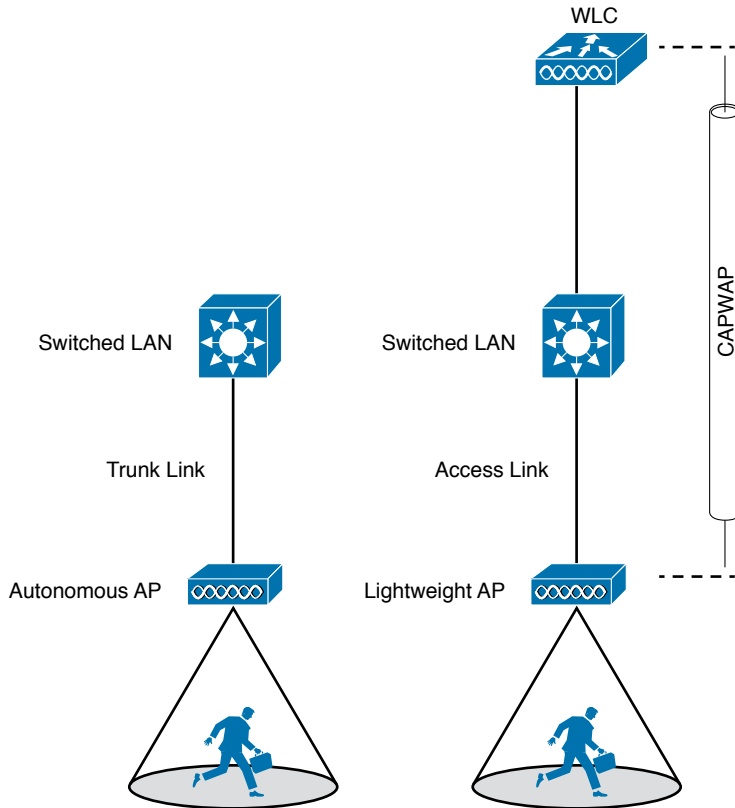 WLC
Switched LAN
Switched LAN
CAPWAP
Trunk Link
Access Link
Autonomous AP
Lightweight AP